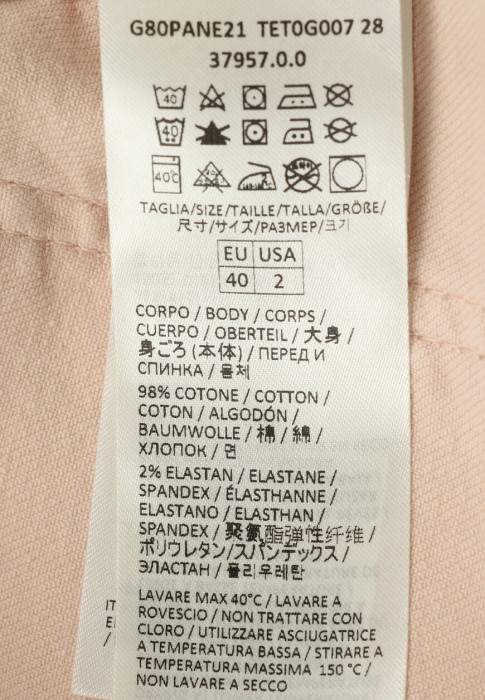 G80PANE21 TET0G007 28
37957.0.0
40
40
40°C
TAGLIA/SIZE/TAILLE/TALLA/GRÖßE/
尺寸/サイズ/РАЗМЕР/크기
EU USA
40 2
CORPO / BODY / CORPS /
CUERPO / OBERTEIL / 大身 /
身ごろ (本体) / ПЕРЕД И
СПИНКА / 몸체
98% COTONE / COTTON /
COTON / ALGODÓN /
BAUMWOLLE / 棉 / 綿 /
ХЛОПОК / 면
2% ELASTAN / ELASTANE /
SPANDEX / ÉLASTHANNE /
ELASTANO / ELASTHAN /
SPANDEX / 聚氨酯弹性纤维 /
ポリウレタン/スパンデックス /
ЭЛАСТАН / 폴리우레탄
LAVARE MAX 40°C / LAVARE A
ROVESCIO / NON TRATTARE CON
CLORO / UTILIZZARE ASCIUGATRICE
A TEMPERATURA BASSA / STIRARE A
TEMPERATURA MASSIMA 150 °C /
NON LAVARE A SECCO